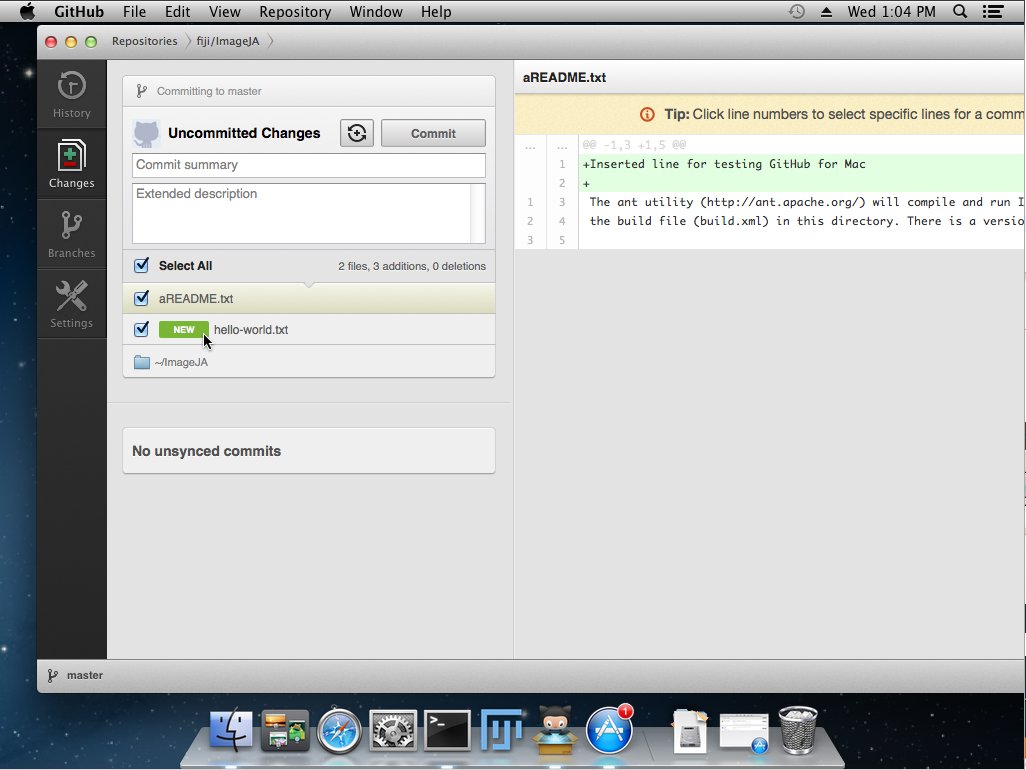 GitHub File Edit View Repository Window Help Wed 1:04 PM
Repositories fiji/ImageJA
History
Changes
Branches
Settings
Committing to master
Uncommitted Changes Commit
Commit summary
Extended description
Select All 2 files, 3 additions, 0 deletions
aREADME.txt
NEW hello-world.txt
~/ImageJA
No unsynced commits
aREADME.txt
Tip: Click line numbers to select specific lines for a comm
... ... @@ -1,3 +1,5 @@
1 +Inserted line for testing GitHub for Mac
2 +
1 3 The ant utility (http://ant.apache.org/) will compile and run I
2 4 the build file (build.xml) in this directory. There is a versio
3 5
master
>_
1